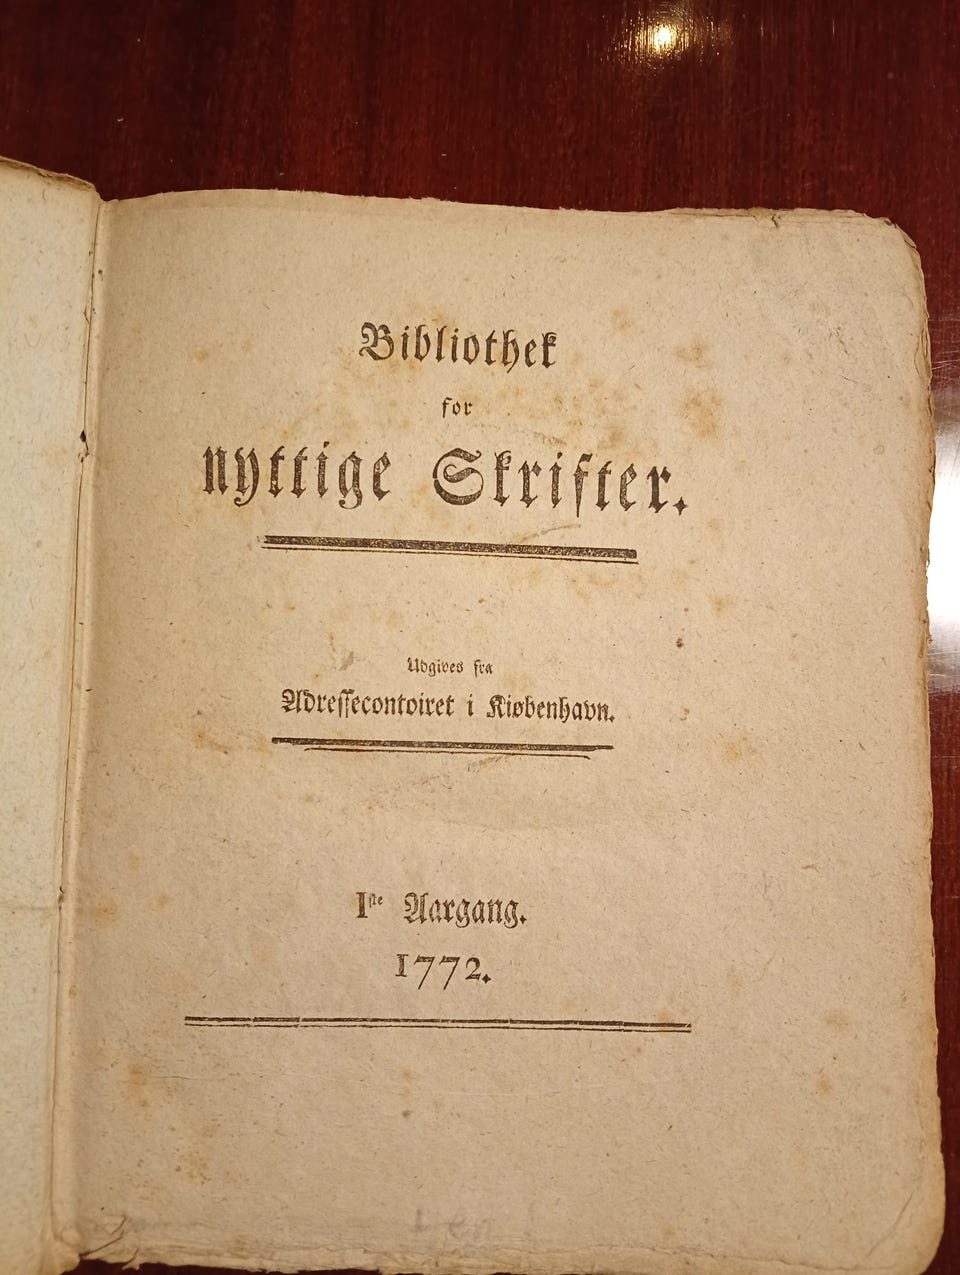 Bibliothek
for
nyttige Skrifter.
Udgives fra
Adressecontoiret i Kiøbenhavn.
Iste Aargang.
1772.